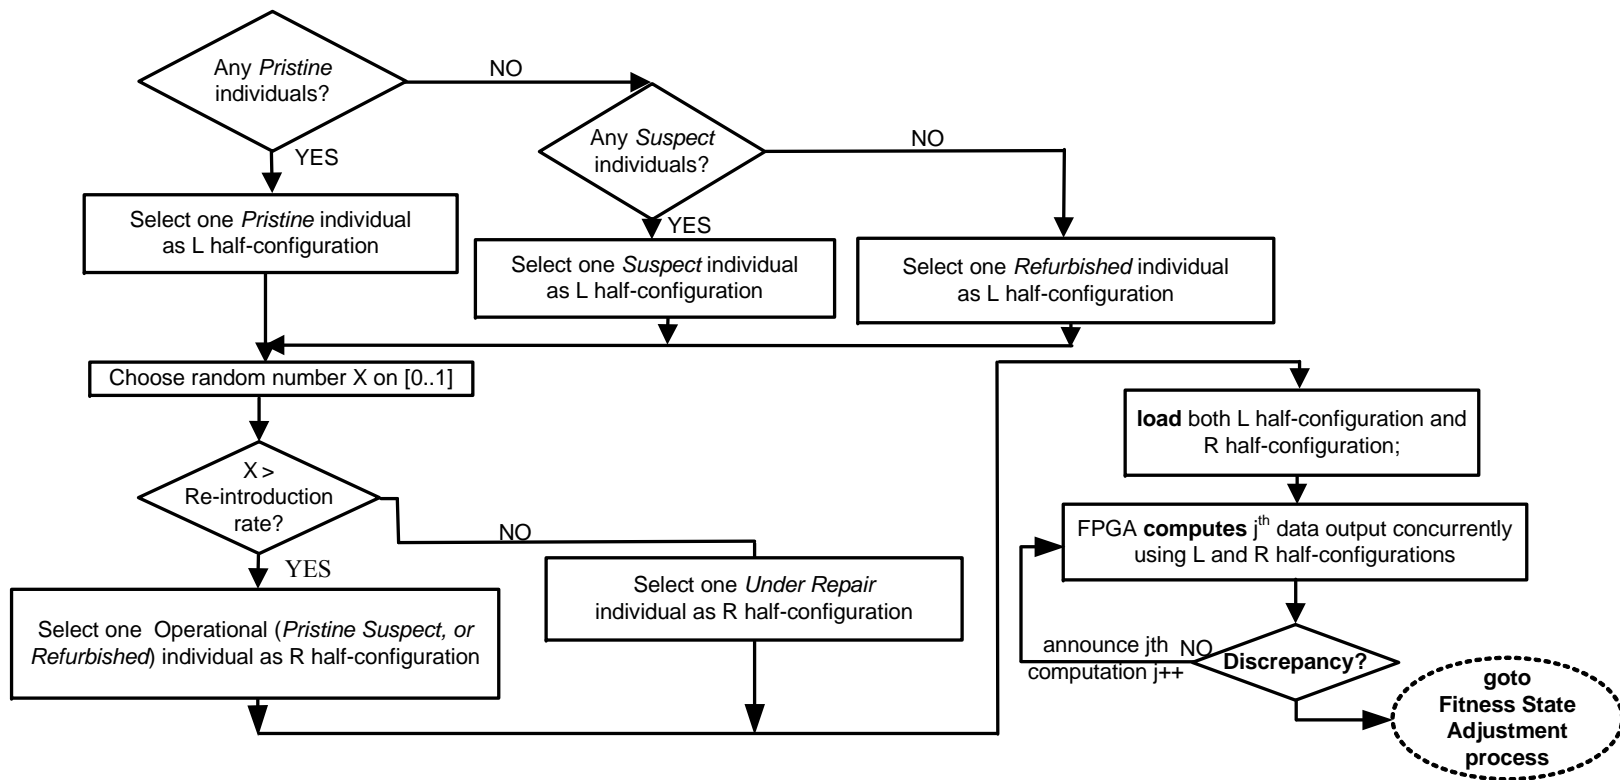 Any Pristine
individuals?
NO
YES
Any Suspect
individuals?
NO
YES
Select one Pristine individual
as L half-configuration
Select one Suspect individual
as L half-configuration
Select one Refurbished individual
as L half-configuration
Choose random number X on [0..1]
X >
Re-introduction
rate?
NO
YES
Select one Under Repair
individual as R half-configuration
Select one Operational (Pristine Suspect, or
Refurbished) individual as R half-configuration
load both L half-configuration and
R half-configuration;
FPGA computes jth data output concurrently
using L and R half-configurations
Discrepancy?
NO
announce jth
computation j++
goto
Fitness State
Adjustment
process